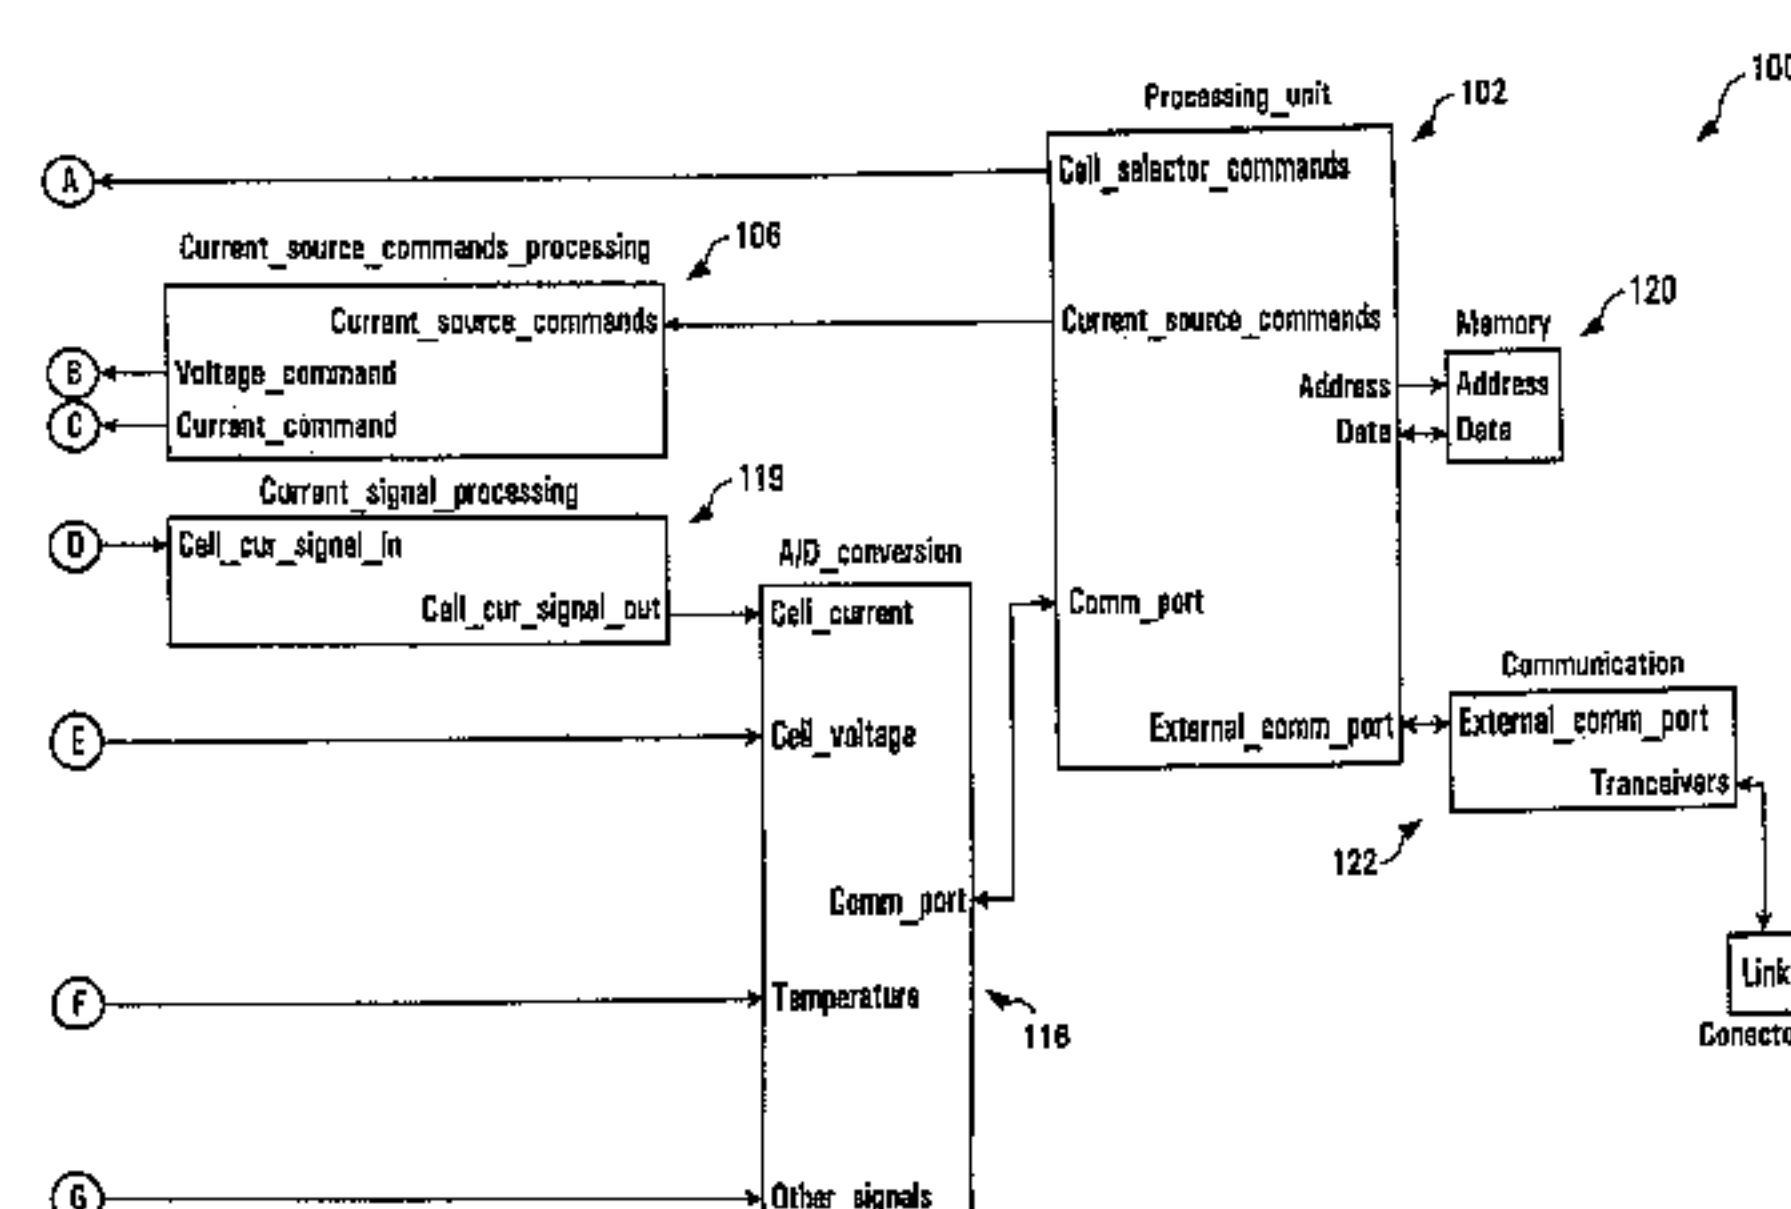 100
Processing_unit
102
A
Cell_selector_commands
Current_source_commands_processing
106
Current_source_commands
Current_source_commands
120
Memory
B
Voltage_command
Address
Address
C
Current_command
Data
Data
Current_signal_processing
119
D
Cell_cur_signal_in
A/D_conversion
Cell_cur_signal_out
Cell_current
Comm_port
Communication
E
Cell_voltage
External_comm_port
External_comm_port
Tranceivers
122
Comm_port
Link
F
Temperature
116
Conecto
G
Other_signals